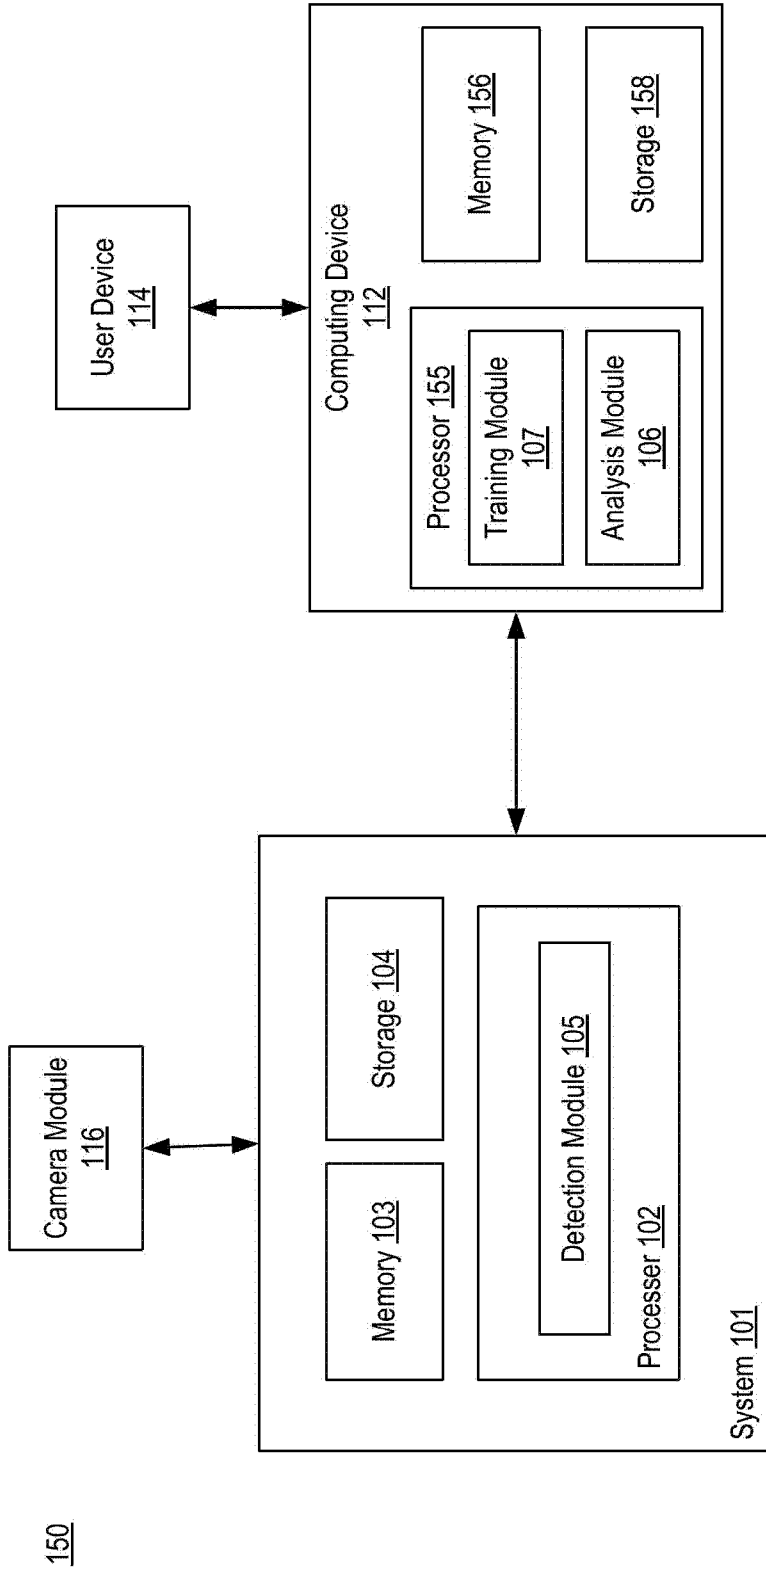 150
Camera Module
116
User Device
114
Memory 103
Storage 104
Detection Module 105
Processer 102
System 101
Computing Device
112
Processor 155
Training Module
107
Analysis Module
106
Memory 156
Storage 158